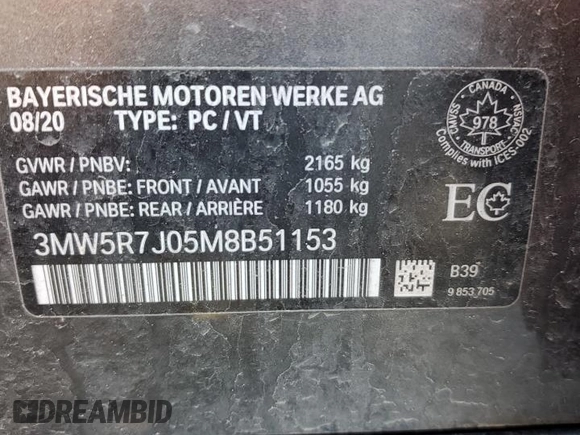 BAYERISCHE MOTOREN WERKE AG
08/20 TYPE: PC/VT
GVWR / PNBV: 2165 kg
GAWR / PNBE: FRONT / AVANT 1055 kg
GAWR / PNBE: REAR / ARRIÈRE 1180 kg
3MW5R7J05M8B51153
CANADA
CMVSS 978 NSVAC
TRANSPORT
Complies with ICES-002
EC
B39
9 853 705
DREAMBID